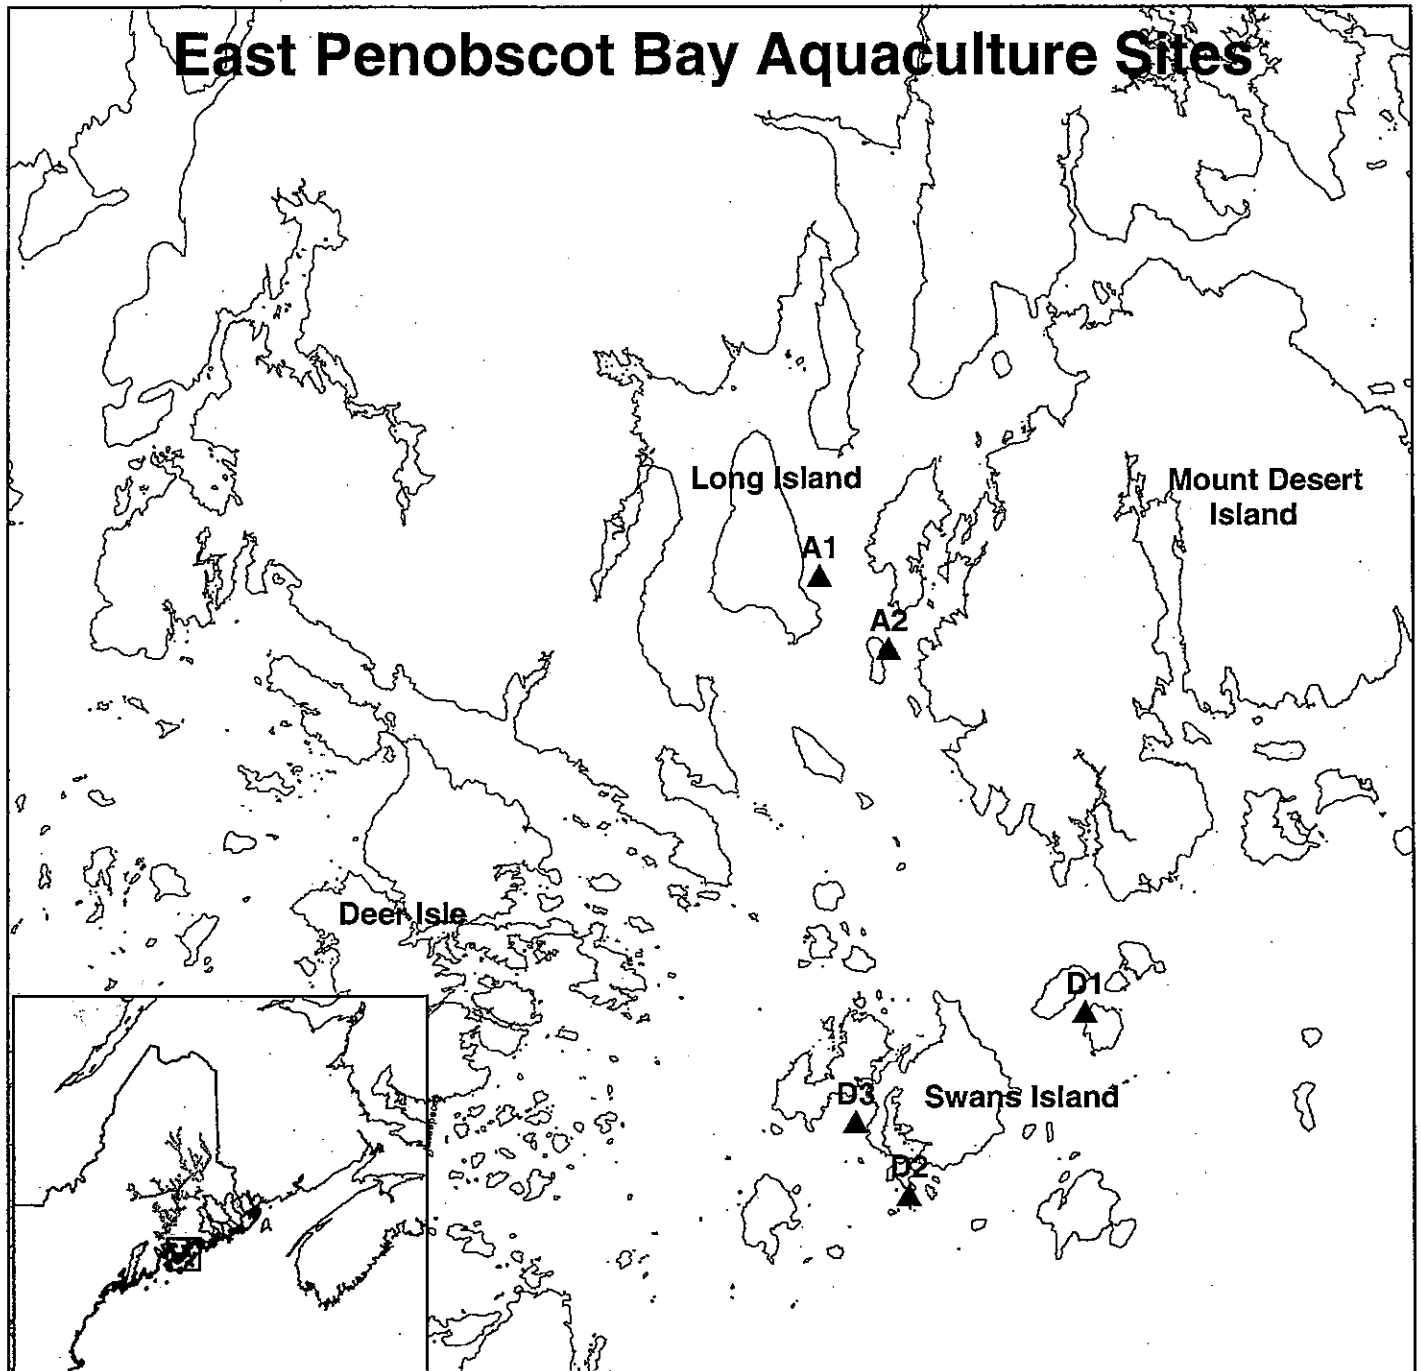 East Penobscot Bay Aquaculture Sites
Long Island
Mount Desert
Island
A1
A2
Deer Isle
D1
D3
Swans Island
D2